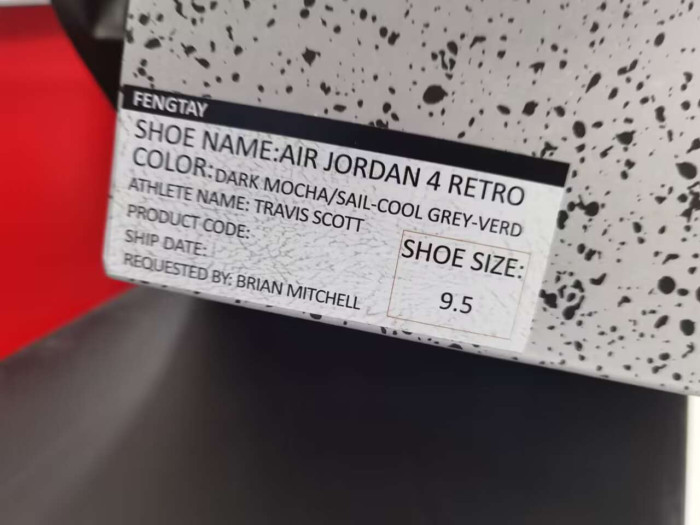 FENGTAY
SHOE NAME:AIR JORDAN 4 RETRO
COLOR:DARK MOCHA/SAIL-COOL GREY-VERD
ATHLETE NAME: TRAVIS SCOTT
PRODUCT CODE:
SHIP DATE:
REQUESTED BY: BRIAN MITCHELL
SHOE SIZE:
9.5